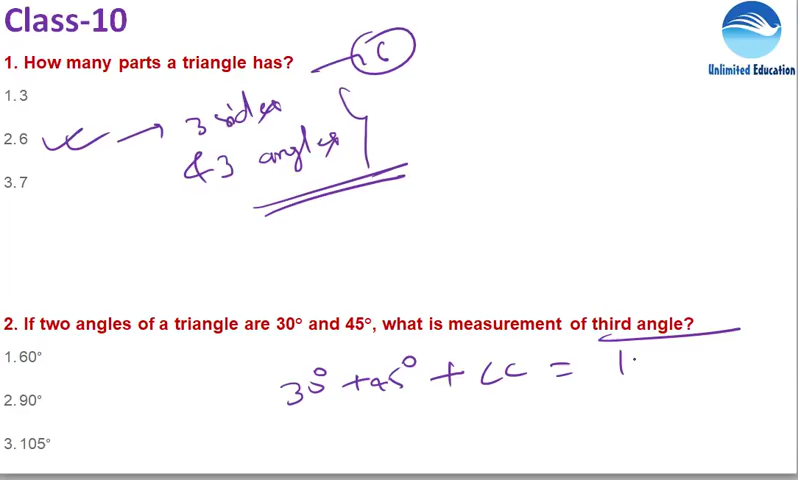 Class-10
Unlimited Education
1. How many parts a triangle has?
6
1. 3
3 sides
2. 6
& 3 angles
3. 7
2. If two angles of a triangle are 30° and 45°, what is measurement of third angle?
1. 60°
30° + 45° + ∠C = 1
2. 90°
3. 105°